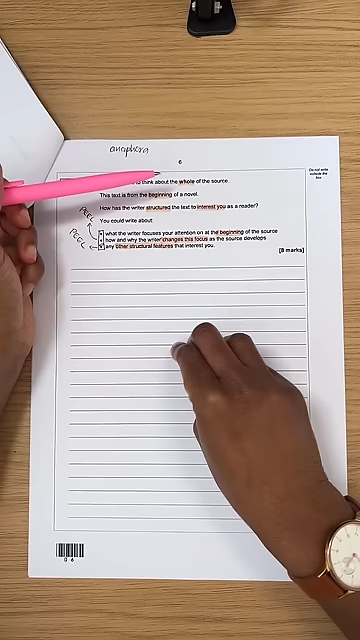 anaphora
6
Do not write
outside the
box
to think about the whole of the source.
This text is from the beginning of a novel.
How has the writer structured the text to interest you as a reader?
You could write about:
PEEL
what the writer focuses your attention on at the beginning of the source
PEEL
how and why the writer changes this focus as the source develops
any other structural features that interest you.
[8 marks]
0 6